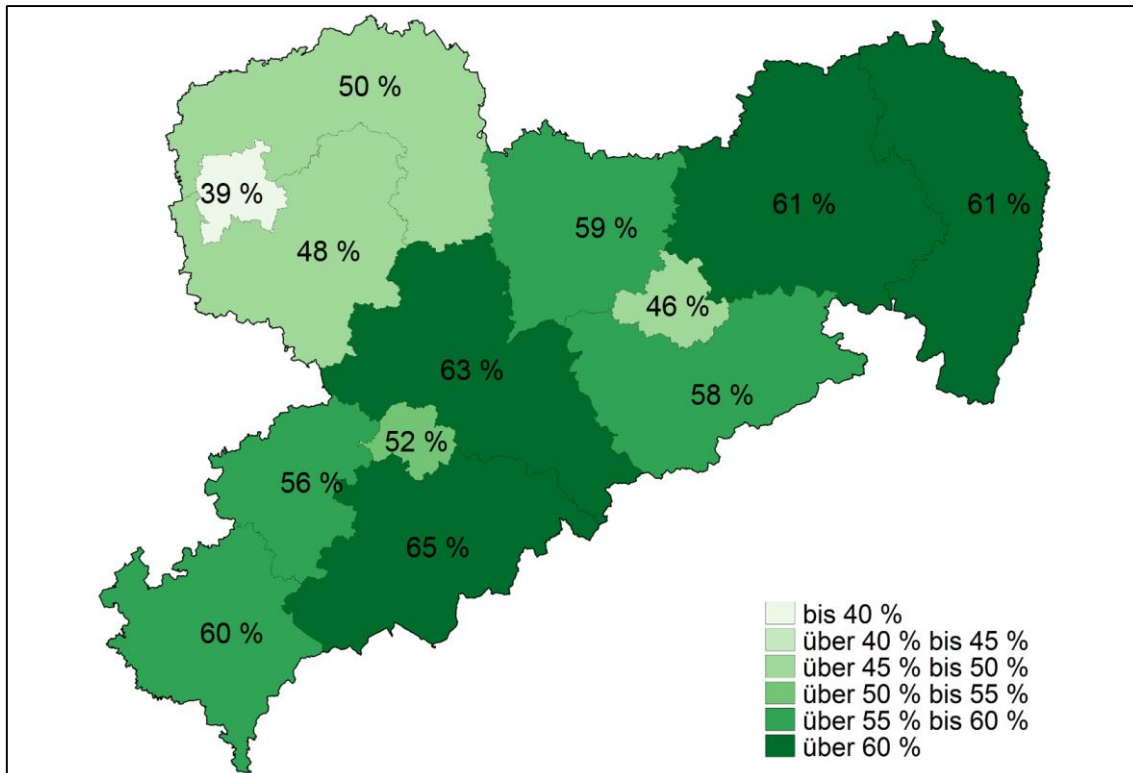 50 %
39 %
61 %
61 %
59 %
48 %
46 %
63 %
58 %
52 %
56 %
65 %
60 %
bis 40 %
über 40 % bis 45 %
über 45 % bis 50 %
über 50 % bis 55 %
über 55 % bis 60 %
über 60 %